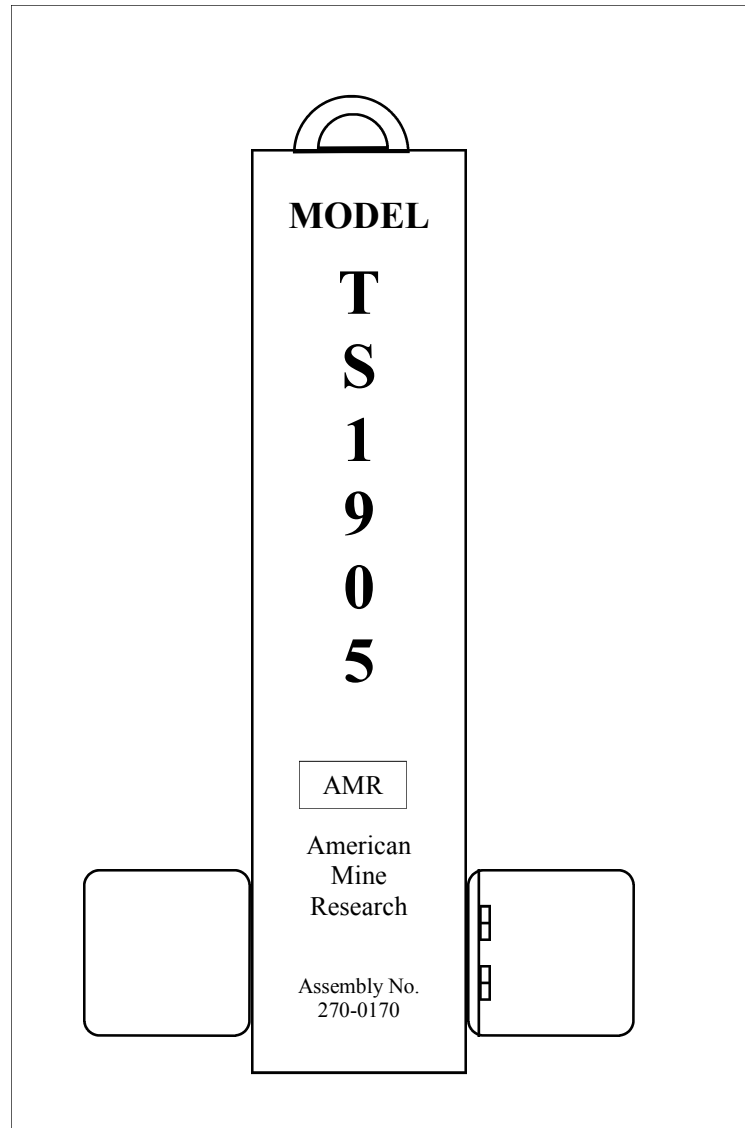 MODEL
T
S
1
9
0
5
AMR
American
Mine
Research
Assembly No.
270-0170